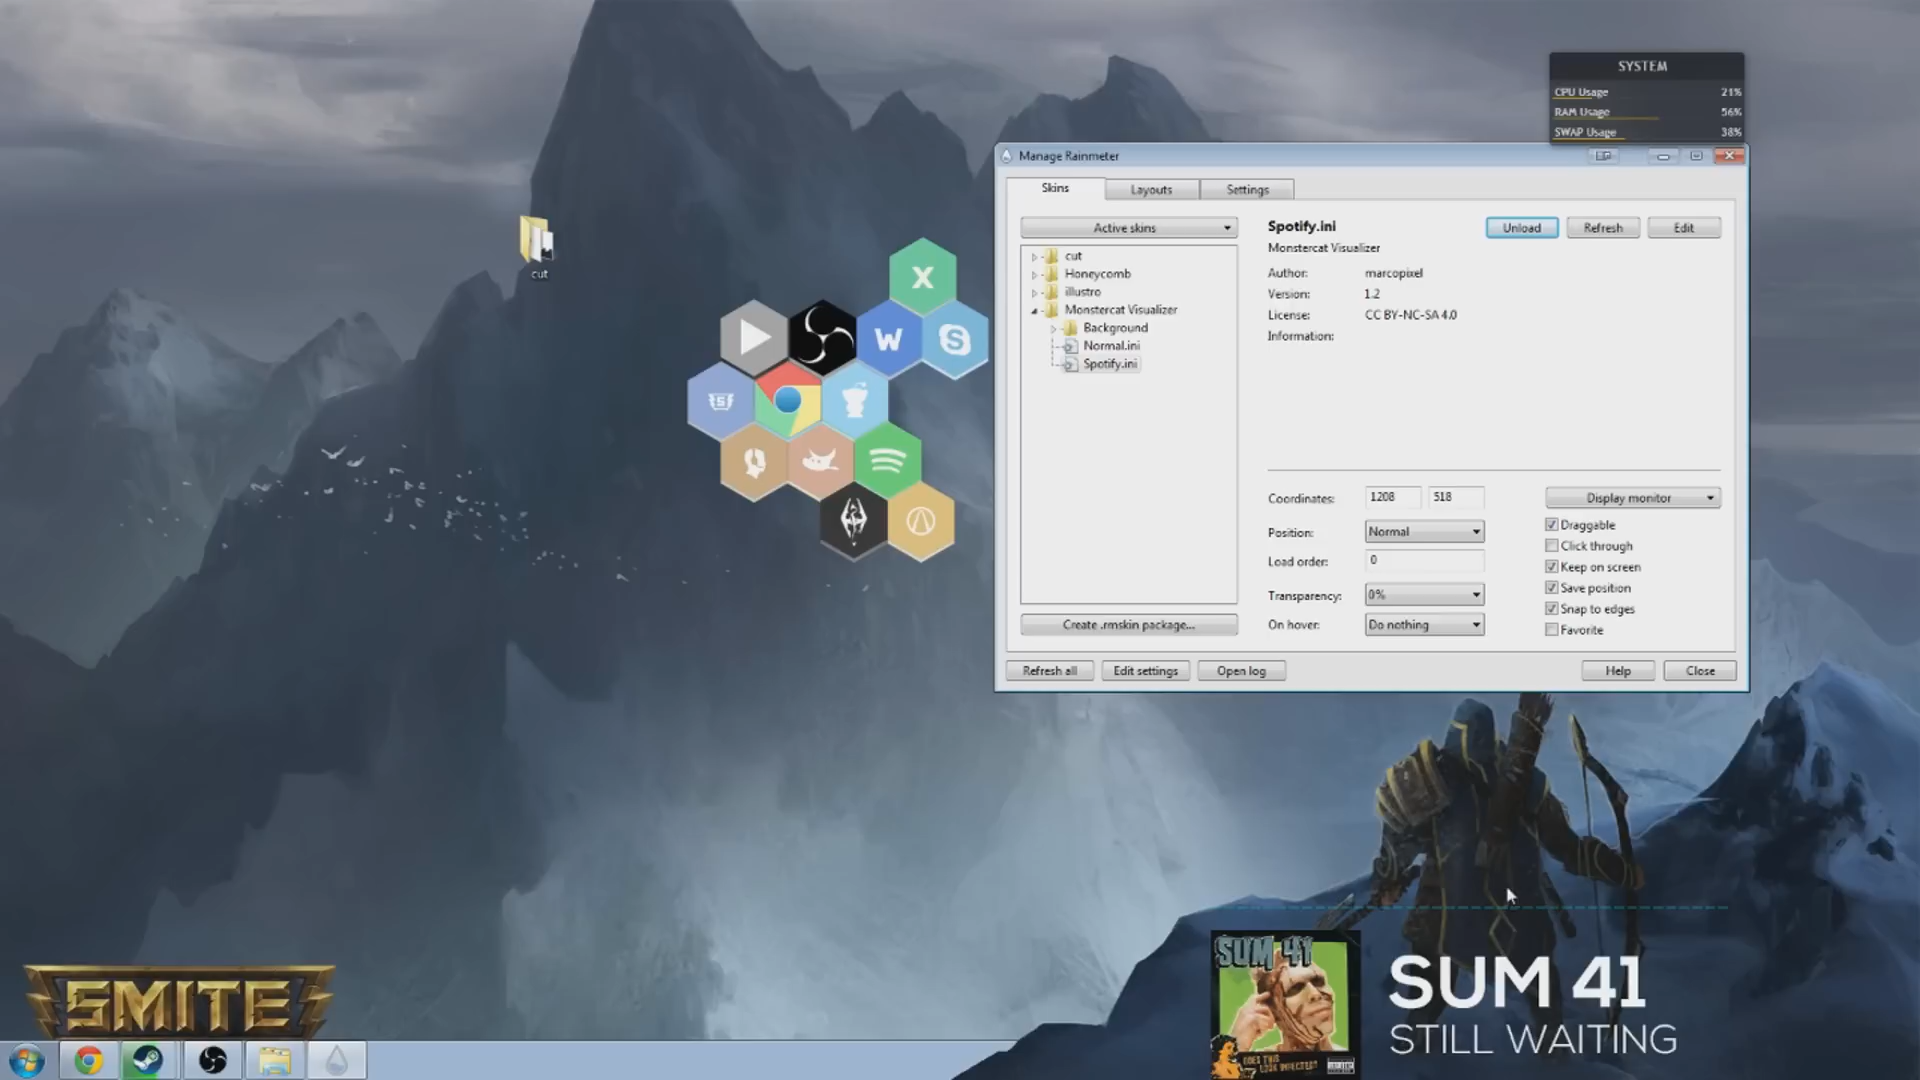 SYSTEM
CPU Usage 21%
RAM Usage 56%
SWAP Usage 38%
Manage Rainmeter
Skins Layouts Settings
Active skins
cut
Honeycomb
illustro
Monstercat Visualizer
Background
Normal.ini
Spotify.ini
Create .rmskin package...
Spotify.ini
Unload Refresh Edit
Monstercat Visualizer
Author: marcopixel
Version: 1.2
License: CC BY-NC-SA 4.0
Information:
Coordinates: 1208 518
Position: Normal
Load order: 0
Transparency: 0%
On hover: Do nothing
Display monitor
Draggable
Click through
Keep on screen
Save position
Snap to edges
Favorite
Refresh all Edit settings Open log Help Close
cut
X
W
S
S
SMITE
SUM 41
DOES THIS
LOOK INFECTED?
SUM 41
STILL WAITING